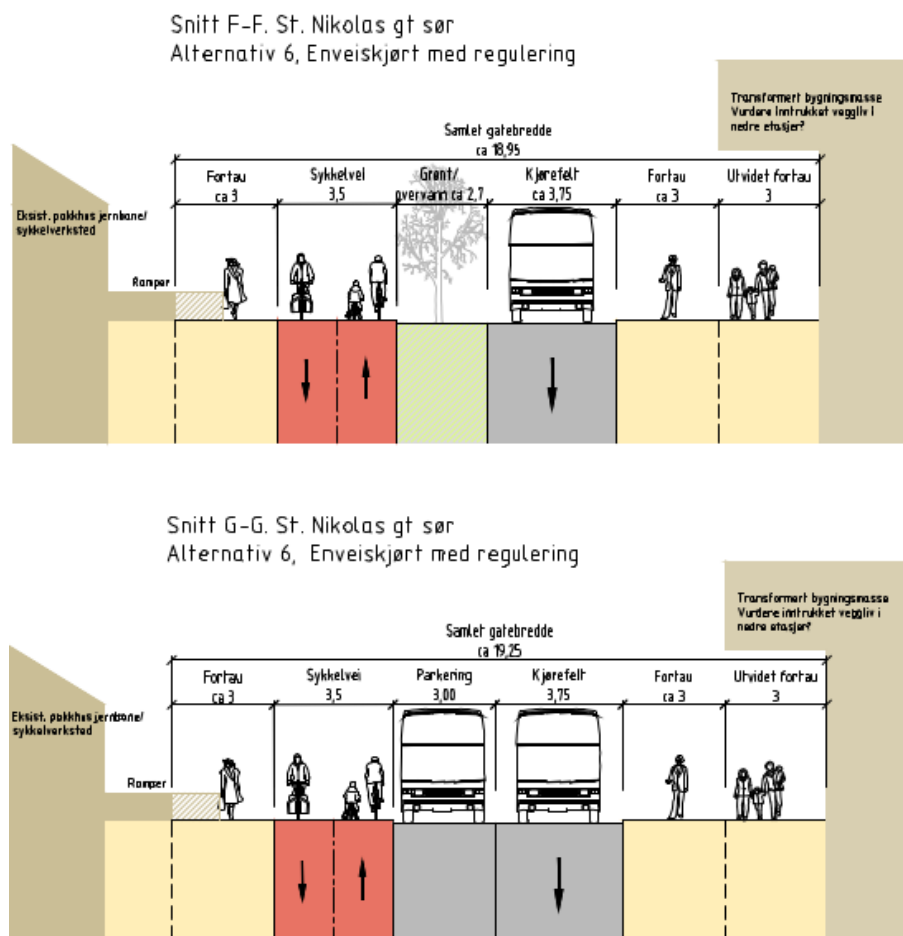 Snitt F-F. St. Nikolas gt sør
Alternativ 6, Enveiskjørt med regulering
Transformert bygningsmasse
Vurdere inntrukket veggliv i
nedre etasjer?
Samlet gatebredde
ca 18,95
Fortau
ca 3
Sykkelvei
3,5
Grønt/
overvann ca 2,7
Kjørefelt
ca 3,75
Fortau
ca 3
Utvidet fortau
3
Eksist. pakkhus jernbane/
sykkelverksted
Ramper
Snitt G-G. St. Nikolas gt sør
Alternativ 6, Enveiskjørt med regulering
Transformert bygningsmasse
Vurdere inntrukket veggliv i
nedre etasjer?
Samlet gatebredde
ca 19,25
Fortau
ca 3
Sykkelvei
3,5
Parkering
3,00
Kjørefelt
3,75
Fortau
ca 3
Utvidet fortau
3
Eksist. pakkhus jernbane/
sykkelverksted
Ramper